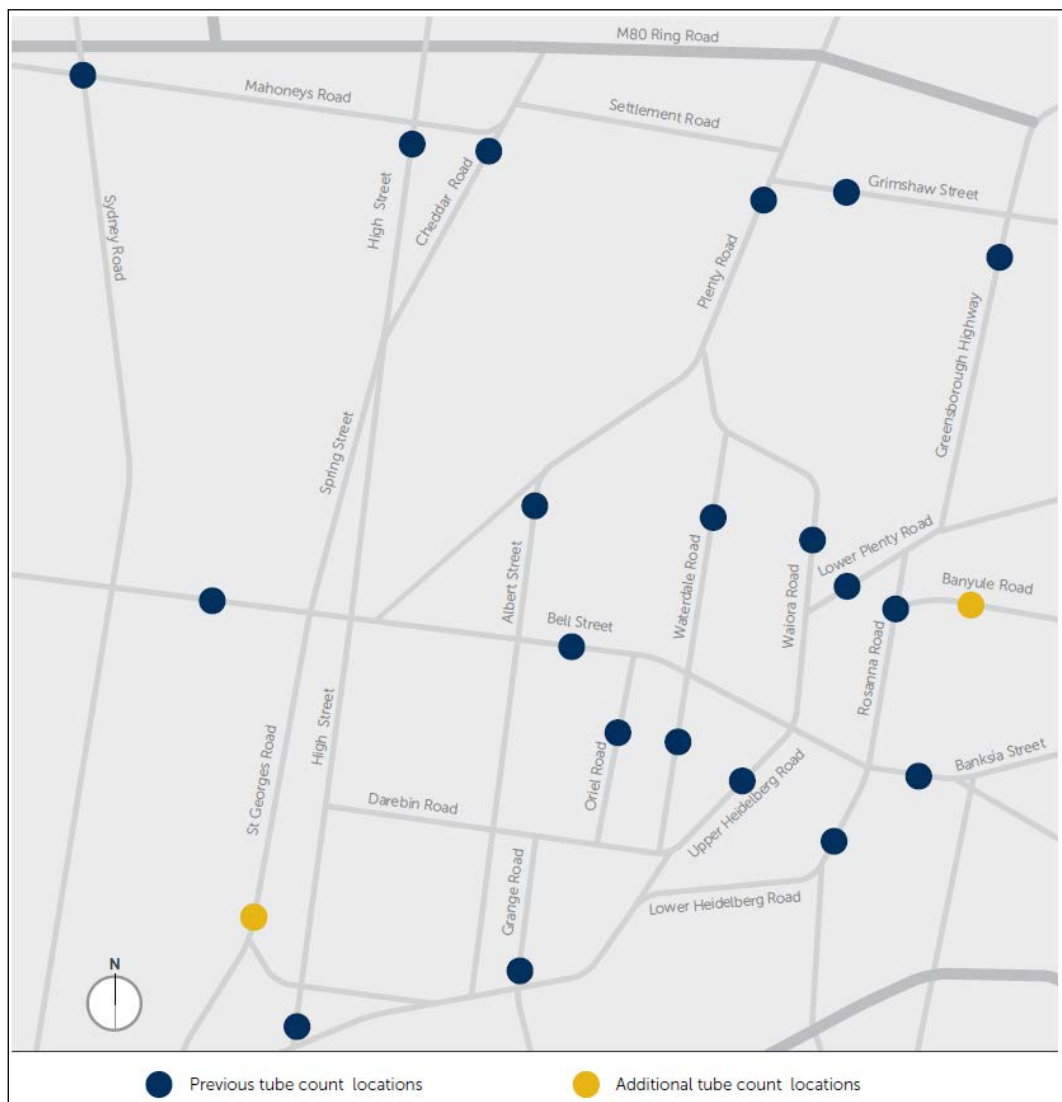 M80 Ring Road
Mahoneys Road
Settlement Road
High Street
Cheddar Road
Grimshaw Street
Sydney Road
Plenty Road
Greensborough Highway
Spring Street
Albert Street
Waterdale Road
Lower Plenty Road
Waiora Road
Banyule Road
Bell Street
Rosanna Road
High Street
St Georges Road
Oriel Road
Banksia Street
Darebin Road
Upper Heidelberg Road
Grange Road
Lower Heidelberg Road
N
Previous tube count locations
Additional tube count locations